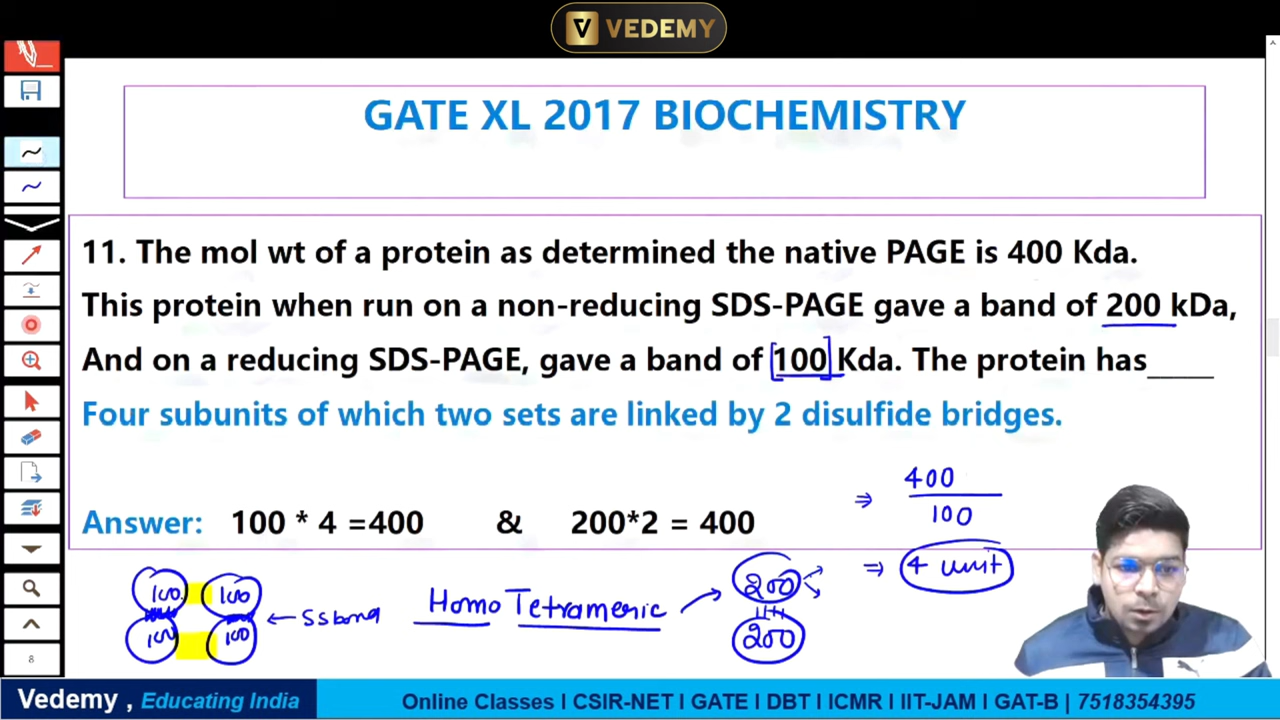 VEDEMY
GATE XL 2017 BIOCHEMISTRY
11. The mol wt of a protein as determined the native PAGE is 400 Kda.
This protein when run on a non-reducing SDS-PAGE gave a band of 200 kDa,
And on a reducing SDS-PAGE, gave a band of [100] Kda. The protein has____
Four subunits of which two sets are linked by 2 disulfide bridges.
400
100
⇒
Answer: 100 * 4 =400 & 200*2 = 400
⇒ 4 unit
100 100
100 100
← SS bond
Homo Tetrameric
200
200
8
Vedemy , Educating India
Online Classes I CSIR-NET I GATE I DBT I ICMR I IIT-JAM I GAT-B | 7518354395